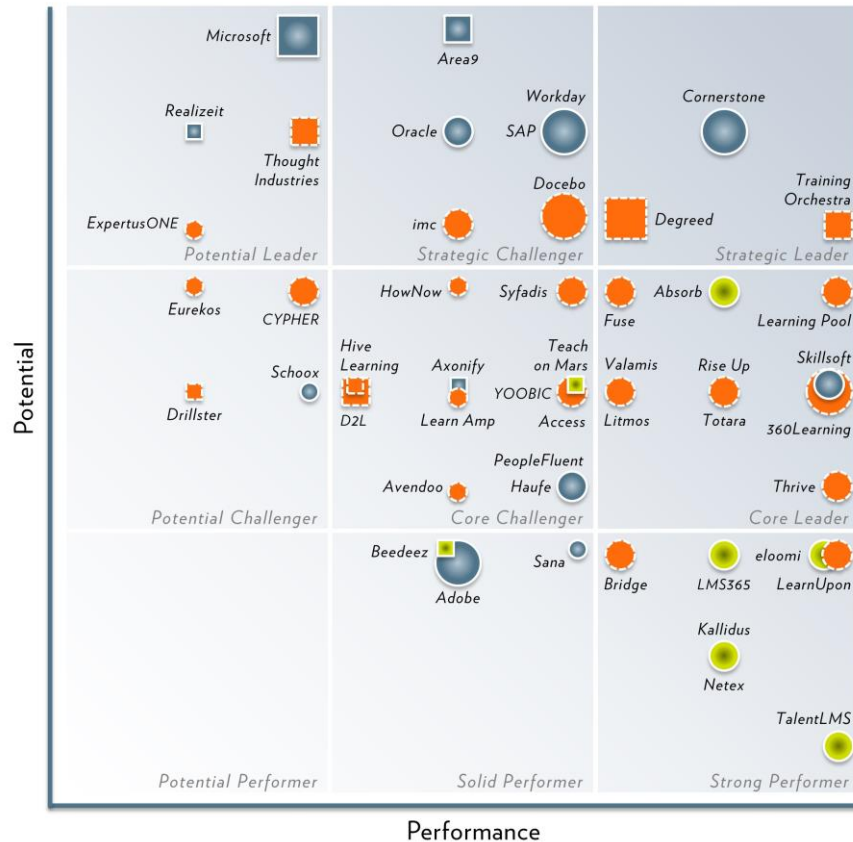 Potential
Microsoft
Realizeit
Thought
Industries
ExpertusONE
Potential Leader
Area9
Oracle
Workday
SAP
Docebo
imc
Strategic Challenger
Cornerstone
Training
Orchestra
Degreed
Strategic Leader
Eurekos
CYPHER
Schoox
Drillster
Potential Challenger
HowNow
Syfadis
Hive
Learning
D2L
Axonify
Learn Amp
Teach
on Mars
YOOBIC
Access
PeopleFluent
Avendoo
Haufe
Core Challenger
Fuse
Absorb
Learning Pool
Valamis
Litmos
Rise Up
Totara
Skillsoft
360Learning
Thrive
Core Leader
Potential Performer
Beedeez
Adobe
Sana
Solid Performer
Bridge
LMS365
eloomi
LearnUpon
Kallidus
Netex
TalentLMS
Strong Performer
Performance